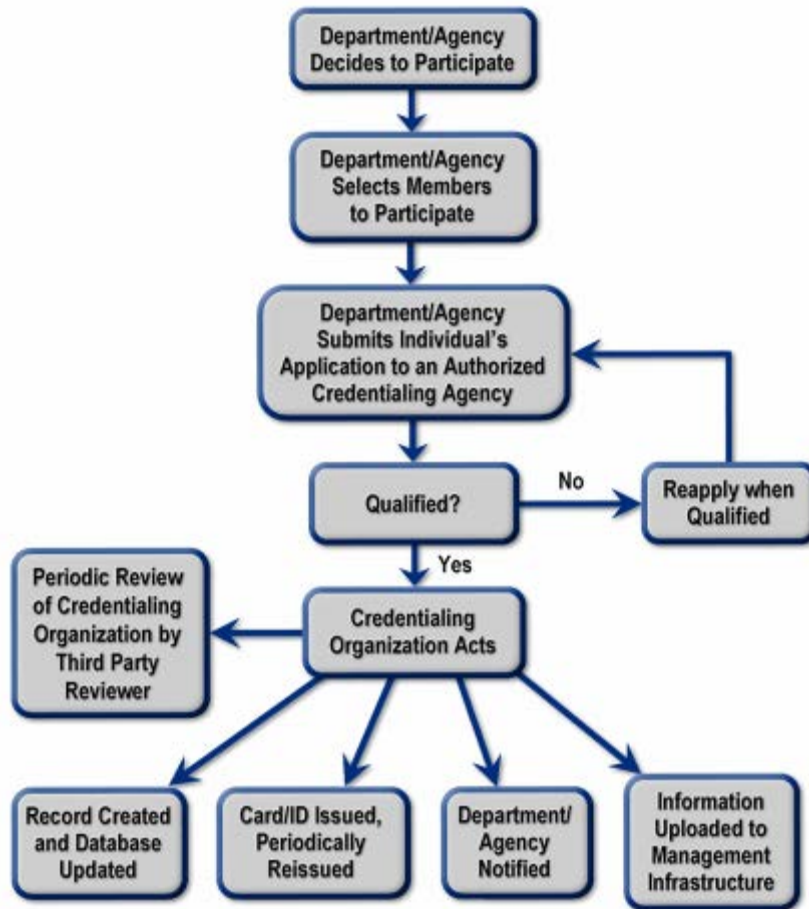 Department/Agency
Decides to Participate
Department/Agency
Selects Members
to Participate
Department/Agency
Submits Individual's
Application to an Authorized
Credentialing Agency
Qualified?
No
Reapply when
Qualified
Yes
Periodic Review
of Credentialing
Organization by
Third Party
Reviewer
Credentialing
Organization Acts
Record Created
and Database
Updated
Card/ID Issued,
Periodically
Reissued
Department/
Agency
Notified
Information
Uploaded to
Management
Infrastructure